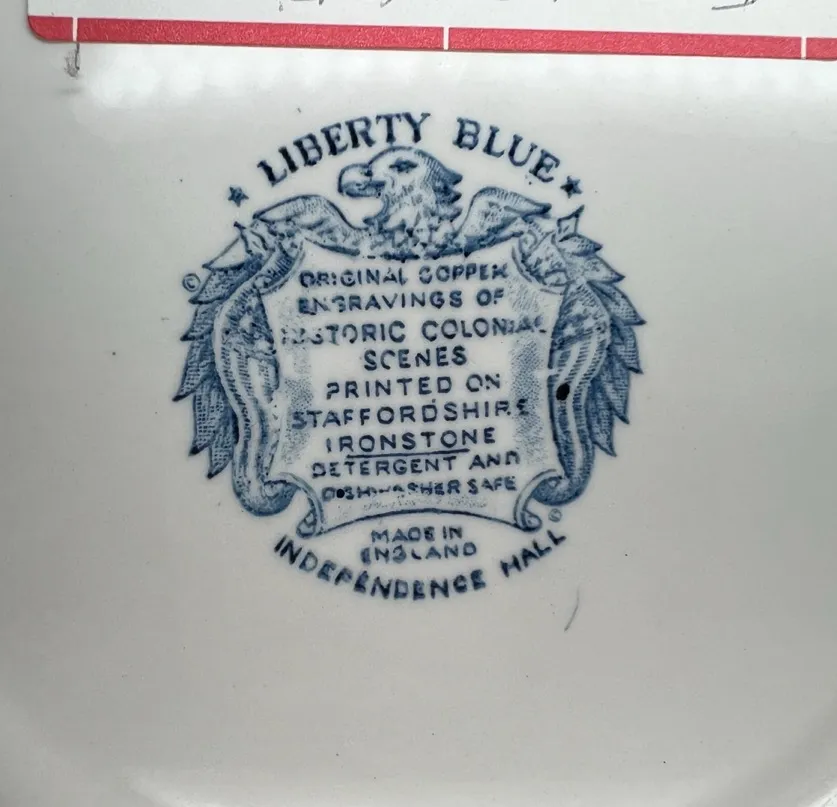 ★ LIBERTY BLUE ★
©
ORIGINAL COPPER
ENGRAVINGS OF
HISTORIC COLONIAL
SCENES
PRINTED ON
STAFFORDSHIRE
IRONSTONE
DETERGENT AND
DISHWASHER SAFE
MADE IN
ENGLAND
INDEPENDENCE HALL